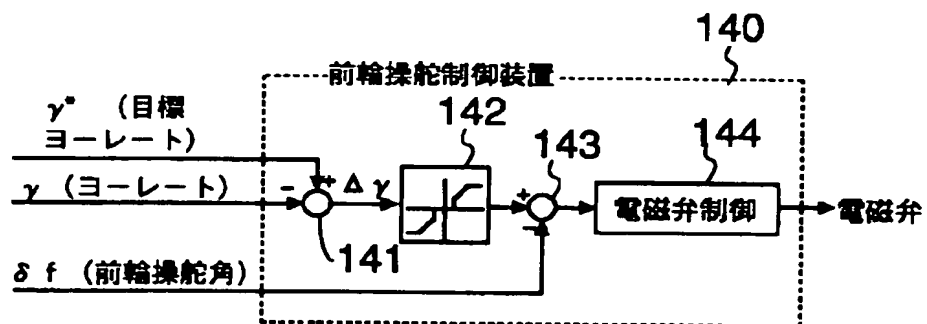 140
前輪操舵制御装置
γ* (目標
ヨーレート)
142
143
144
γ (ヨーレート)
- + Δγ
+
-
電磁弁制御
電磁弁
141
δf (前輪操舵角)